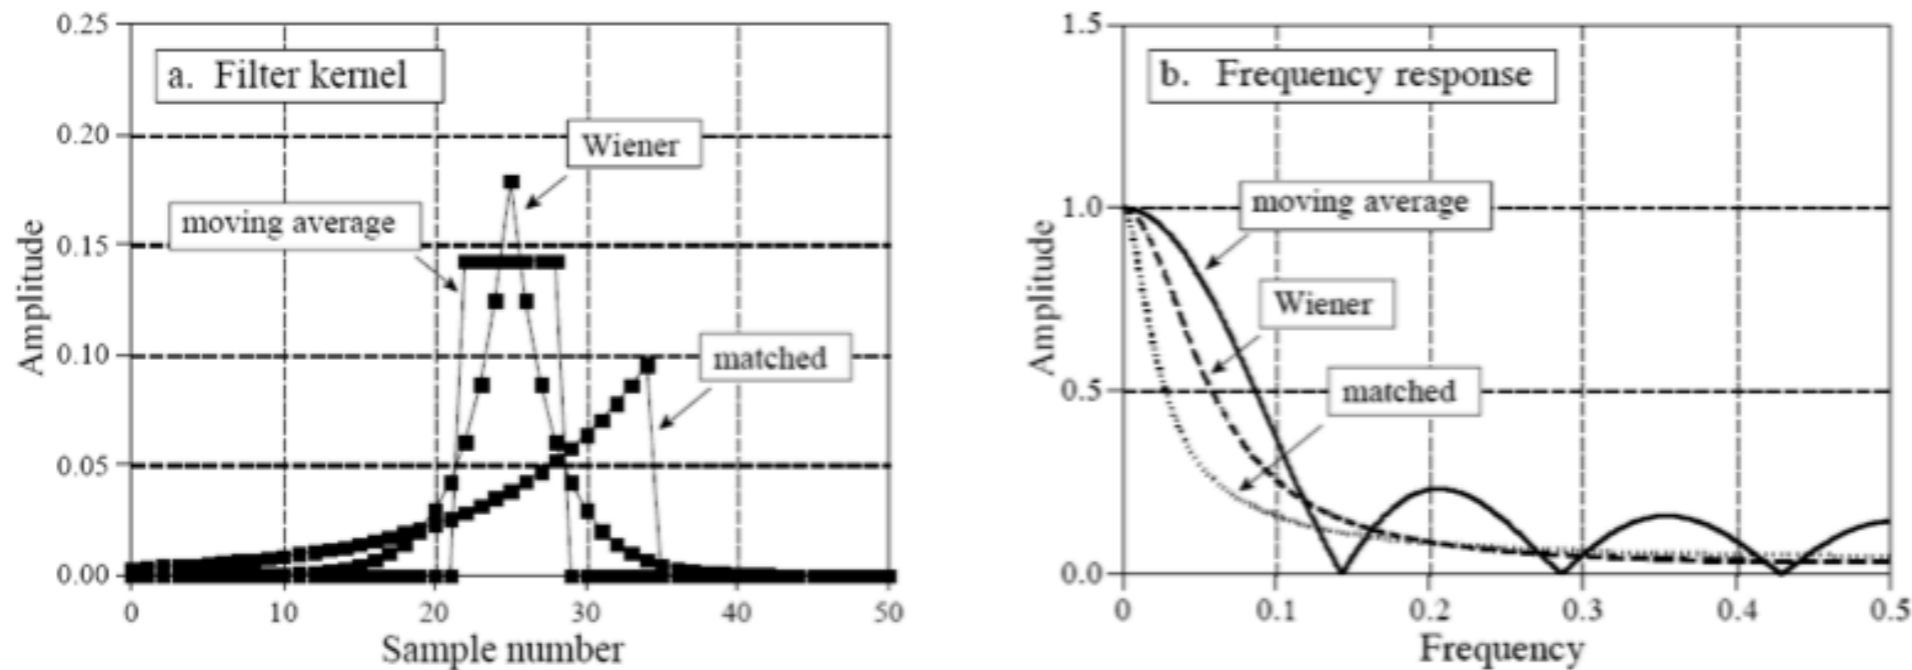 a. Filter kernel
Wiener
moving average
matched
Amplitude
0.25
0.20
0.15
0.10
0.05
0.00
0
10
20
30
40
50
Sample number
b. Frequency response
moving average
Wiener
matched
Amplitude
1.5
1.0
0.5
0.0
0
0.1
0.2
0.3
0.4
0.5
Frequency